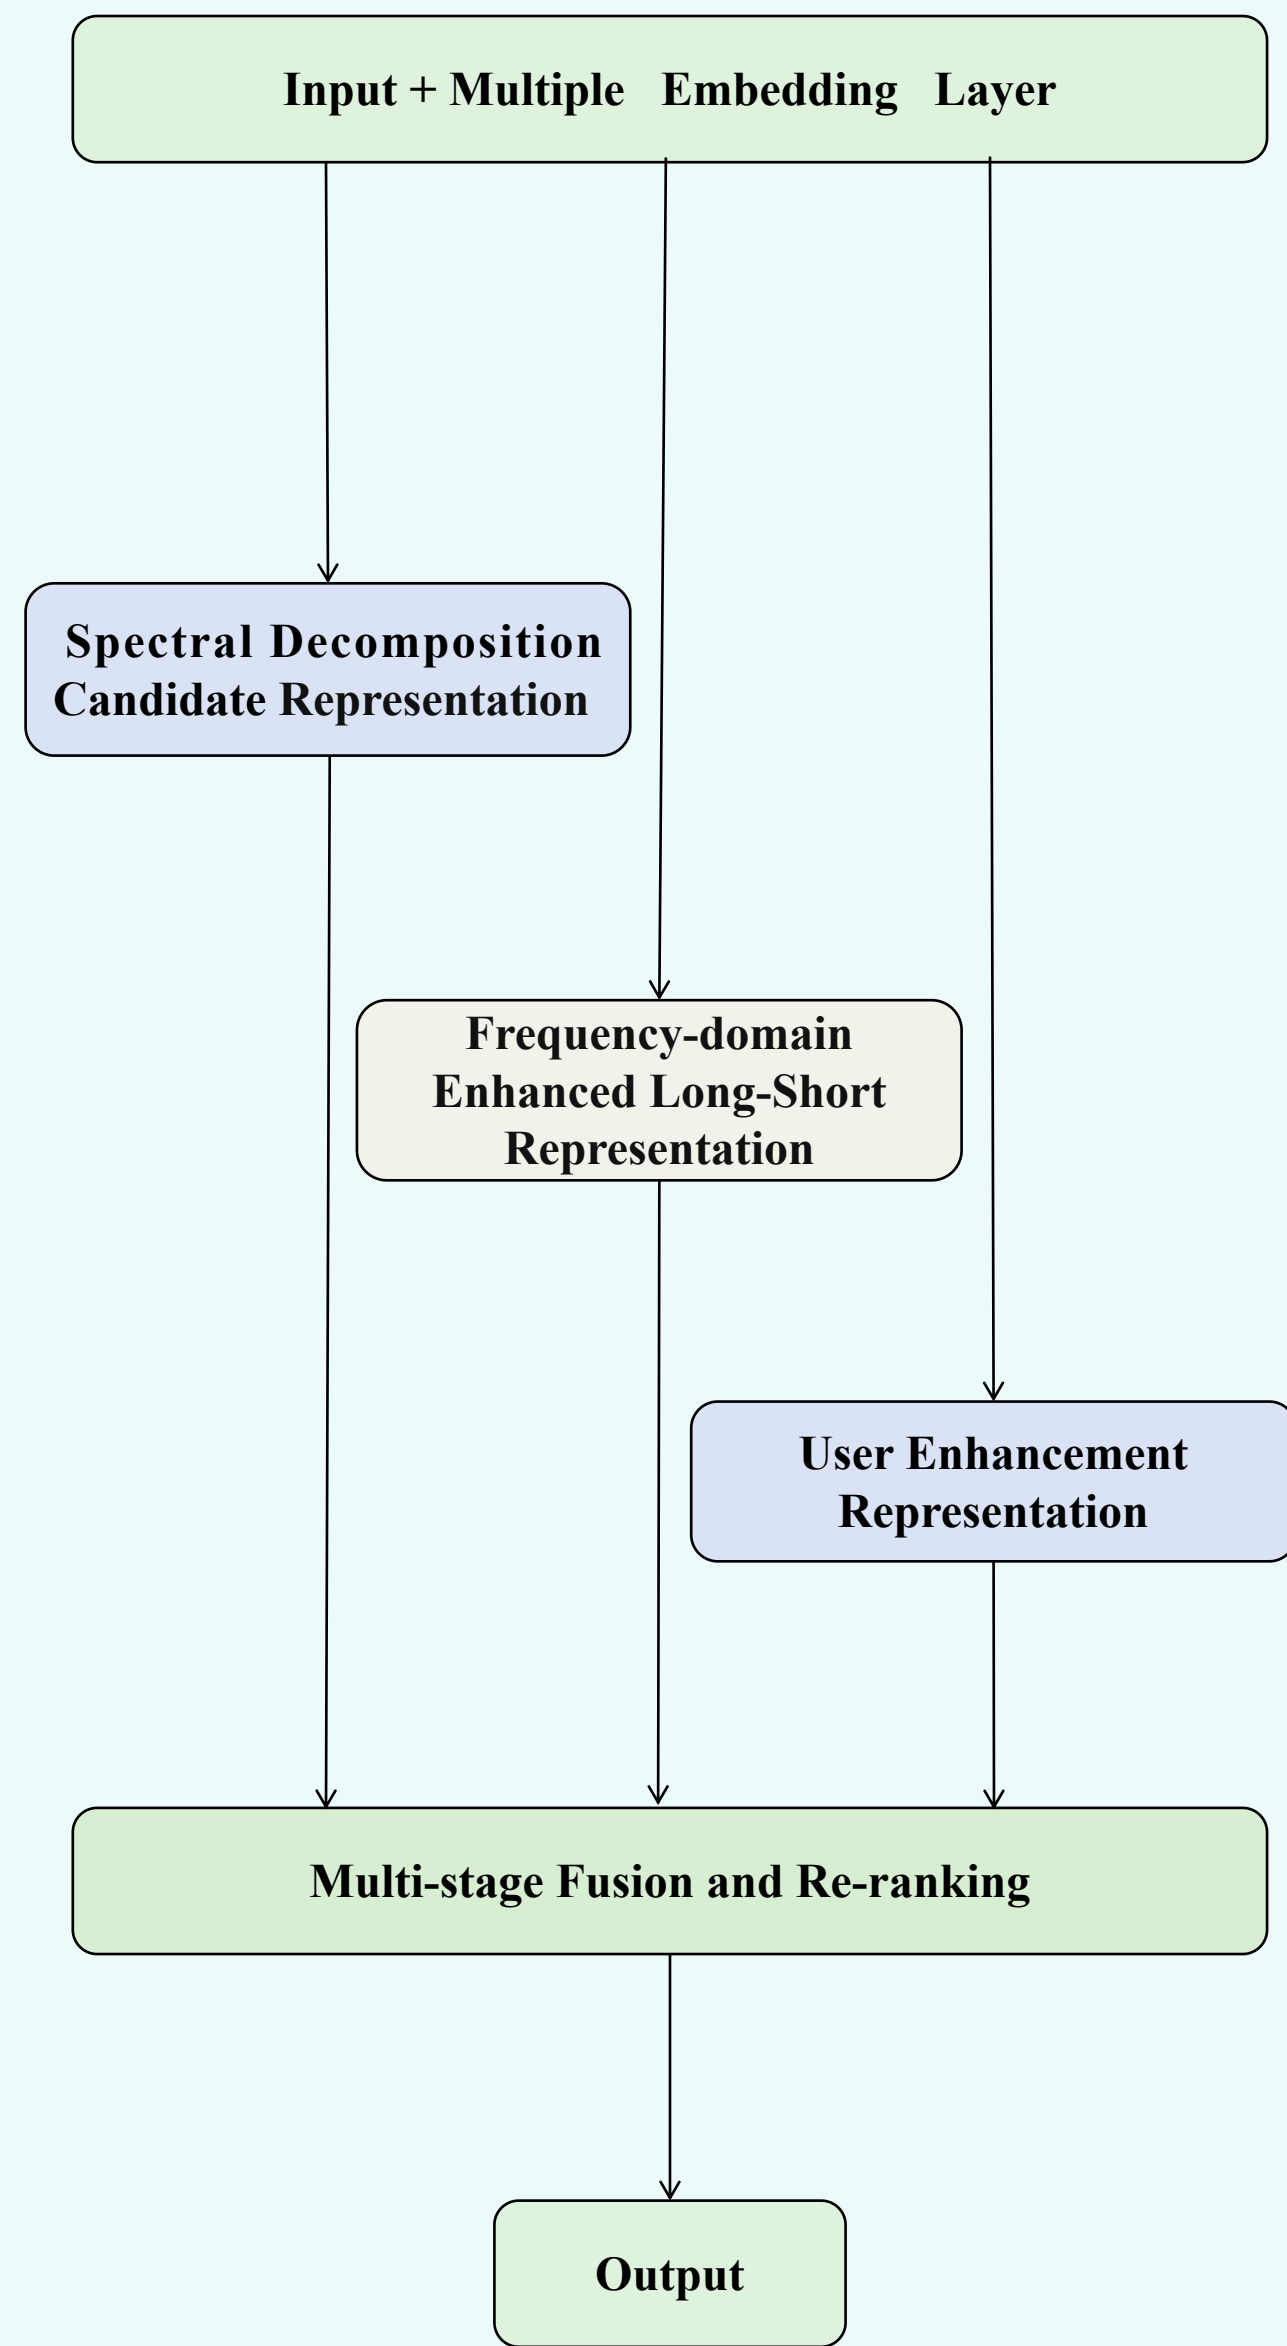 Input + Multiple Embedding Layer
Spectral Decomposition
Candidate Representation
Frequency-domain
Enhanced Long-Short
Representation
User Enhancement
Representation
Multi-stage Fusion and Re-ranking
Output